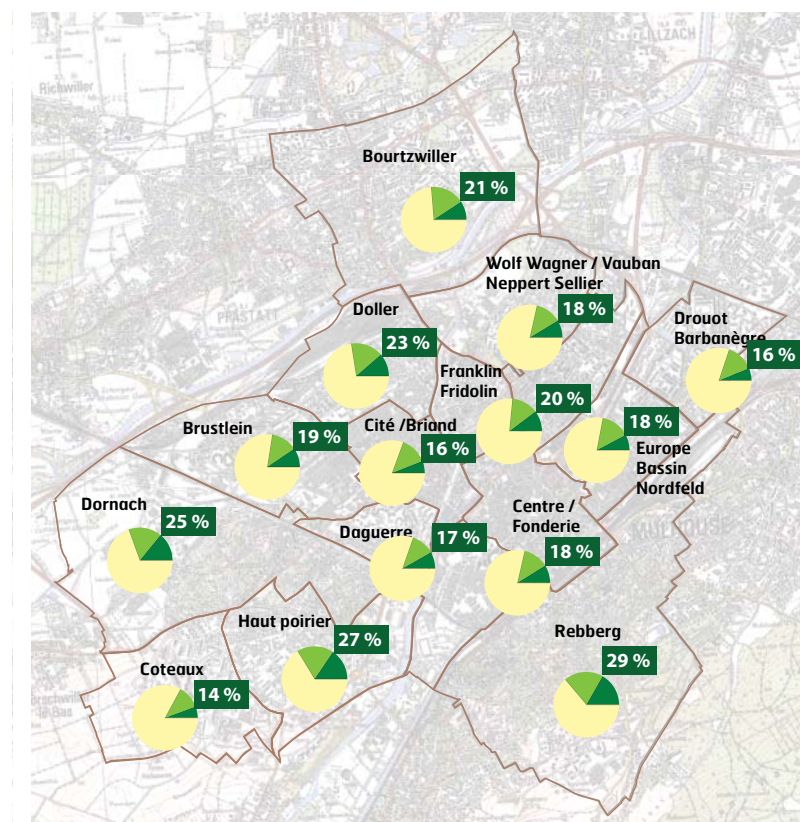 ILLZACH
Richwiller
Bourtzwiller
21 %
Wolf Wagner / Vauban
Neppert Sellier
18 %
Doller
23 %
Drouot
Barbanègre
16 %
Franklin
Fridolin
20 %
Brustlein
19 %
Cité /Briand
16 %
18 %
Europe
Bassin
Nordfeld
Dornach
25 %
Daguerre
17 %
Centre /
Fonderie
18 %
Haut poirier
27 %
Rebberg
29 %
Coteaux
14 %